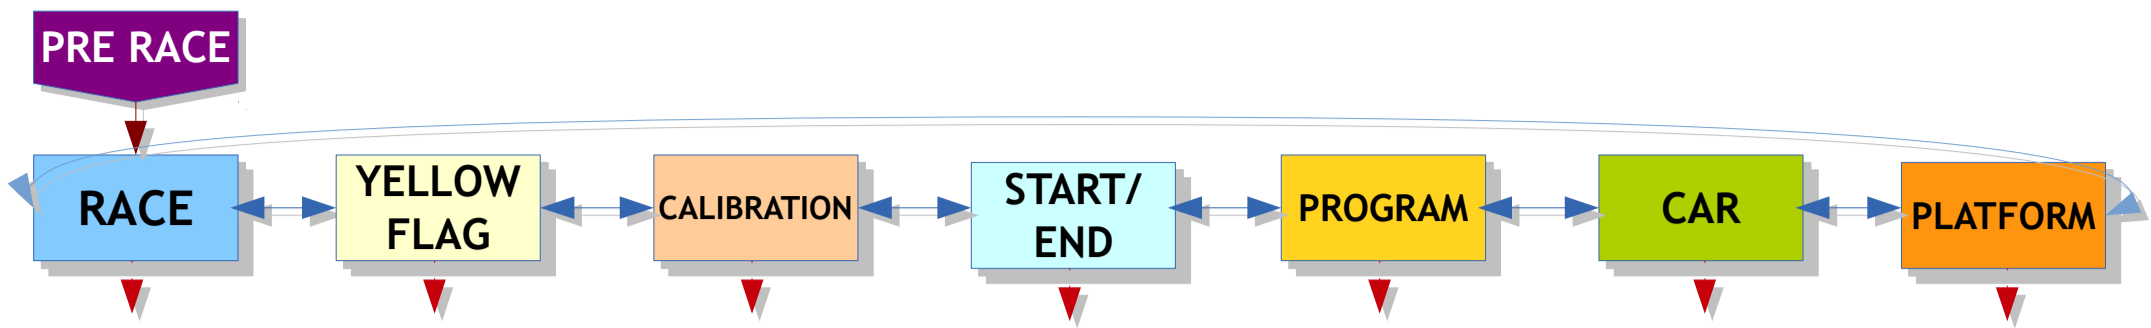 PRE RACE
RACE
YELLOW
FLAG
CALIBRATION
START/
END
PROGRAM
CAR
PLATFORM